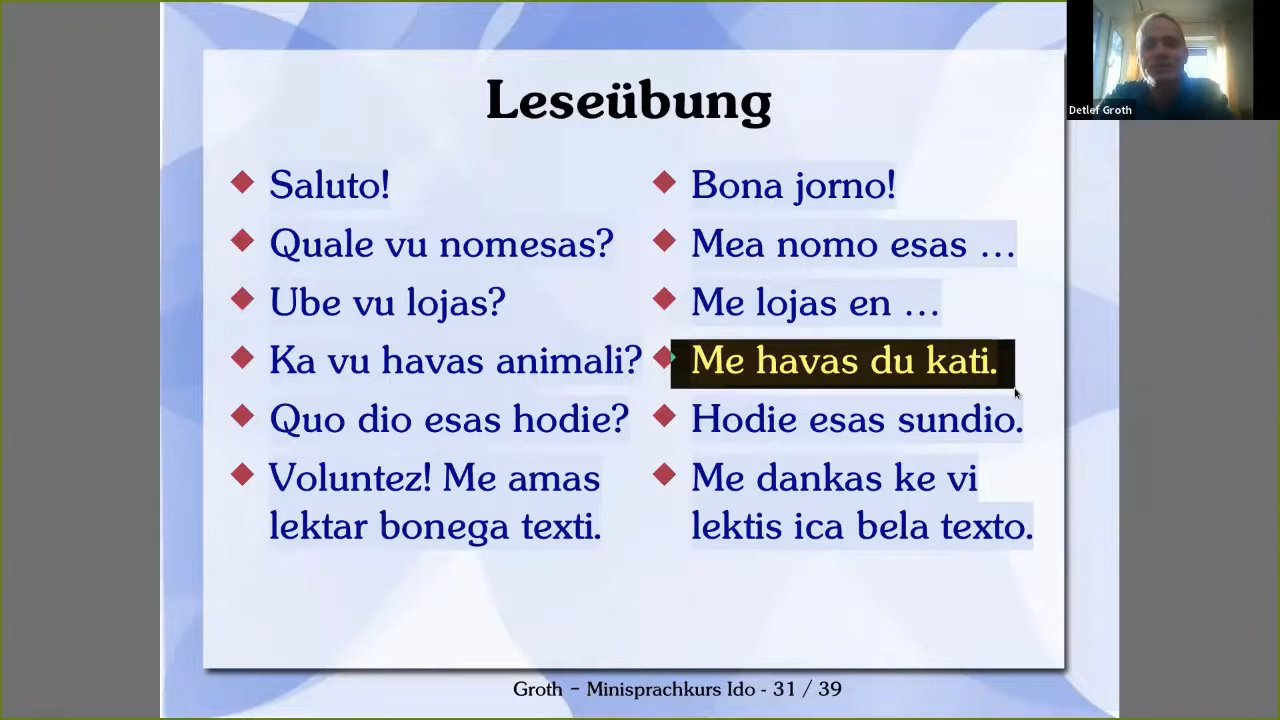 Leseübung
Saluto!
Quale vu nomesas?
Ube vu lojas?
Ka vu havas animali?
Quo dio esas hodie?
Voluntez! Me amas
lektar bonega texti.
Bona jorno!
Mea nomo esas …
Me lojas en …
Me havas du kati.
Hodie esas sundio.
Me dankas ke vi
lektis ica bela texto.
Groth – Minisprachkurs Ido - 31 / 39
Detlef Groth